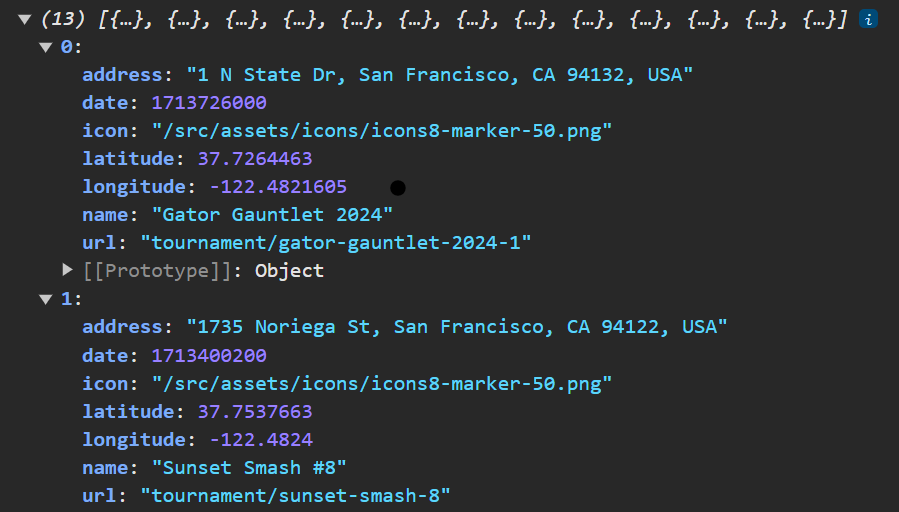 ▼ (13) [{…}, {…}, {…}, {…}, {…}, {…}, {…}, {…}, {…}, {…}, {…}, {…}, {…}] i
▼ 0:
address: "1 N State Dr, San Francisco, CA 94132, USA"
date: 1713726000
icon: "/src/assets/icons/icons8-marker-50.png"
latitude: 37.7264463
longitude: -122.4821605
name: "Gator Gauntlet 2024"
url: "tournament/gator-gauntlet-2024-1"
▶ [[Prototype]]: Object
▼ 1:
address: "1735 Noriega St, San Francisco, CA 94122, USA"
date: 1713400200
icon: "/src/assets/icons/icons8-marker-50.png"
latitude: 37.7537663
longitude: -122.4824
name: "Sunset Smash #8"
url: "tournament/sunset-smash-8"